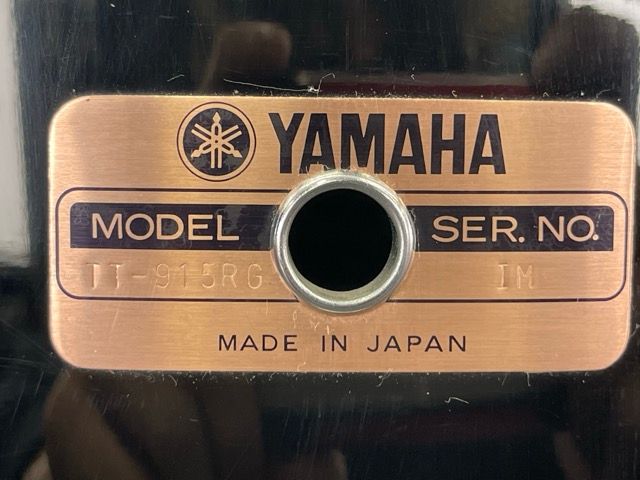 YAMAHA
MODEL SER. NO.
TT-915RG IM
MADE IN JAPAN